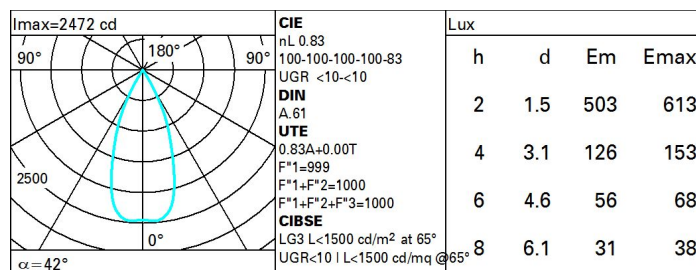 Imax=2472 cd
90° 180° 90°
2500
0°
α=42°
CIE
nL 0.83
100-100-100-100-83
UGR <10-<10
DIN
A.61
UTE
0.83A+0.00T
F"1=999
F"1+F"2=1000
F"1+F"2+F"3=1000
CIBSE
LG3 L<1500 cd/m² at 65°
UGR<10 | L<1500 cd/mq @65°
Lux
h d Em Emax
2 1.5 503 613
4 3.1 126 153
6 4.6 56 68
8 6.1 31 38